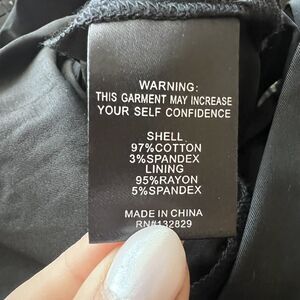 WARNING:
THIS GARMENT MAY INCREASE
YOUR SELF CONFIDENCE
SHELL
97%COTTON
3%SPANDEX
LINING
95%RAYON
5%SPANDEX
MADE IN CHINA
RN#132829